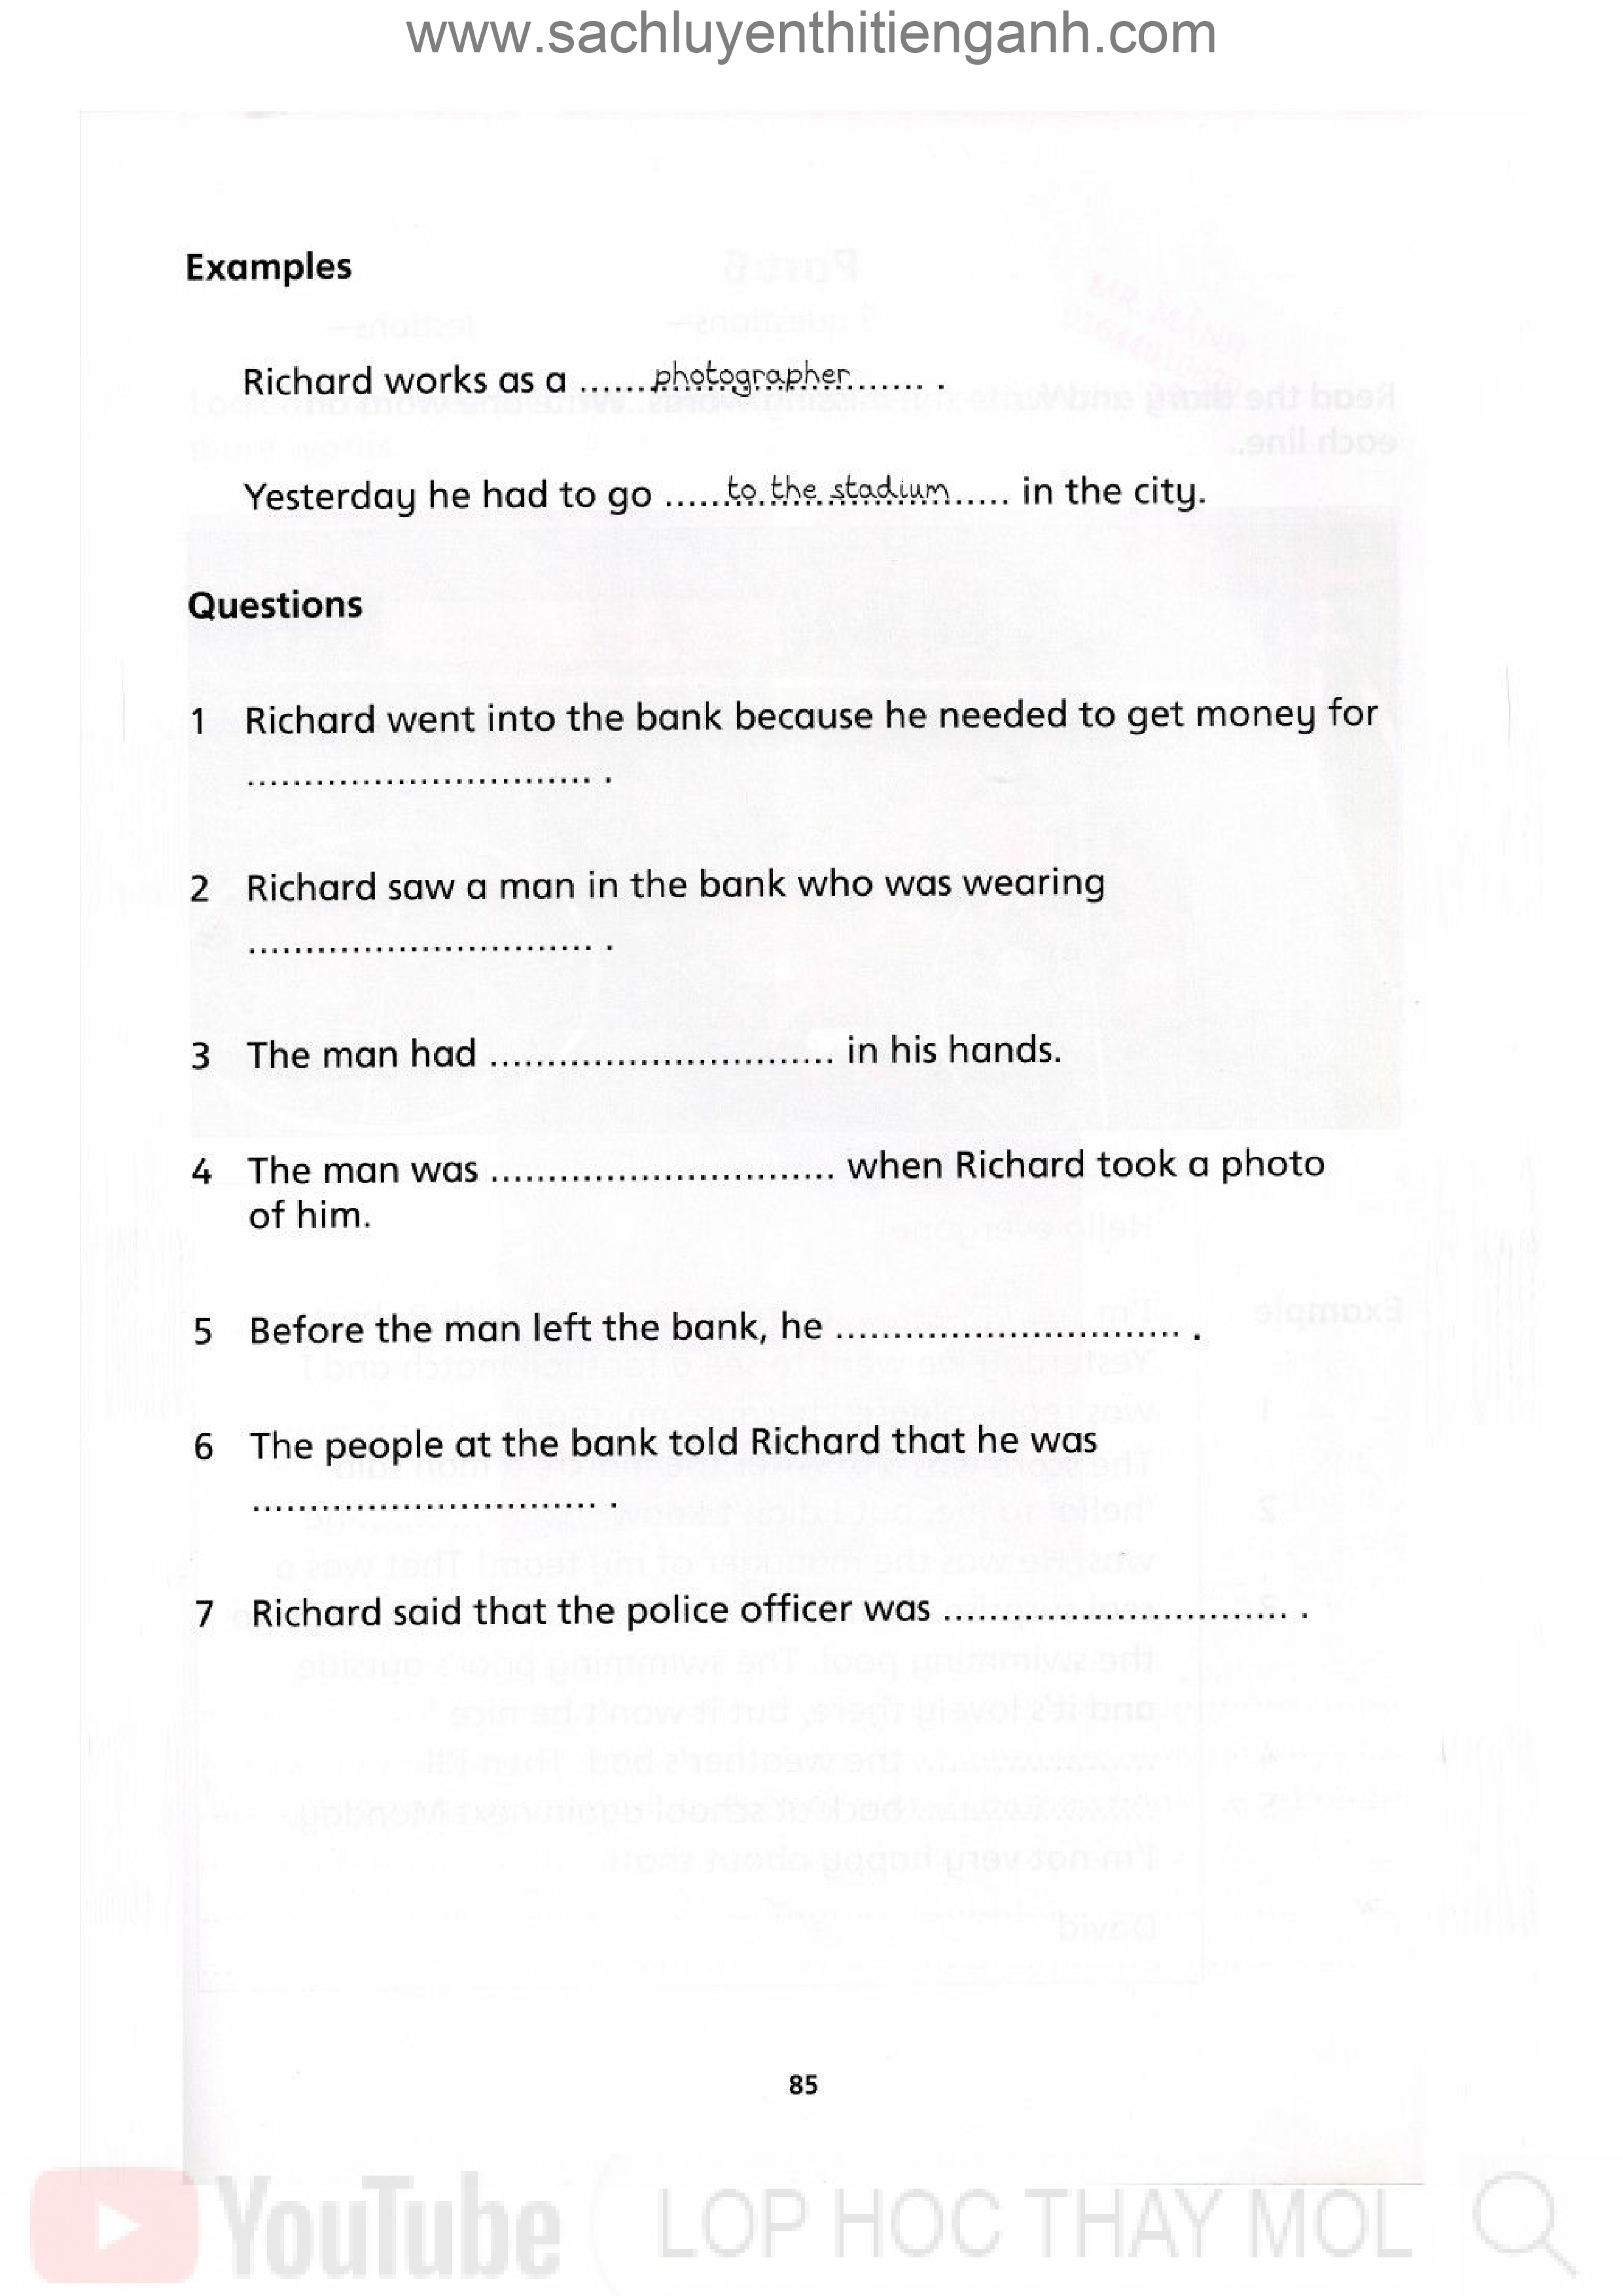 www.sachluyenthitienganh.com
Examples
Richard works as a ......photographer...... .
Yesterday he had to go .....to the stadium..... in the city.
Questions
1 Richard went into the bank because he needed to get money for
.............................. .
2 Richard saw a man in the bank who was wearing
.............................. .
3 The man had .............................. in his hands.
4 The man was .............................. when Richard took a photo
of him.
5 Before the man left the bank, he .............................. .
6 The people at the bank told Richard that he was
.............................. .
7 Richard said that the police officer was .............................. .
85
YouTube LOP HOC THAY MOL